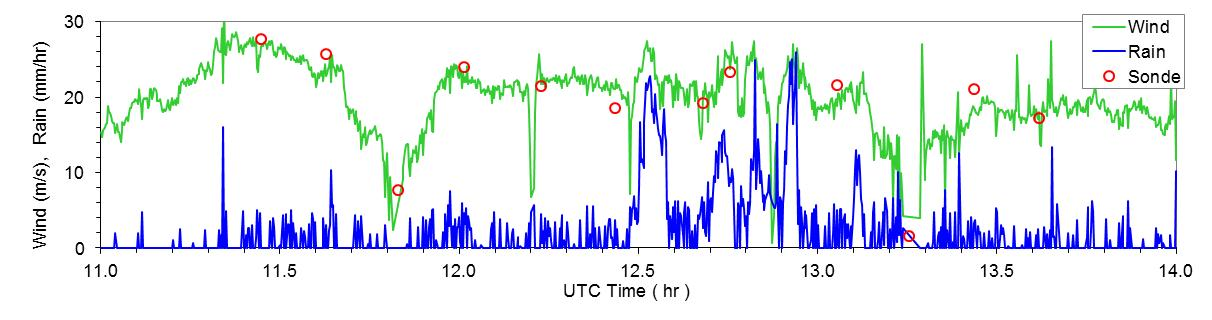 Wind (m/s), Rain (mm/hr)
30
20
10
0
Wind
Rain
Sonde
11.0 11.5 12.0 12.5 13.0 13.5 14.0
UTC Time ( hr )